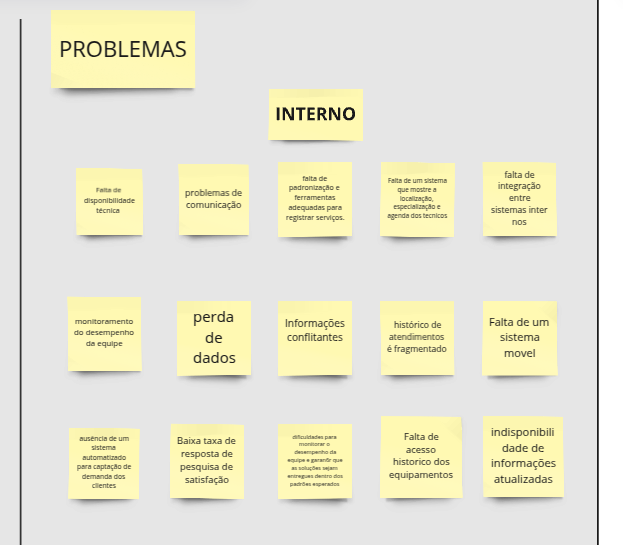 PROBLEMAS
INTERNO
Falta de
disponibilidade
técnica
problemas de
comunicação
falta de
padronização e
ferramentas
adequadas para
registrar serviços.
Falta de um sistema
que mostre a
localização,
especialização e
agenda dos tecnicos
falta de
integração
entre
sistemas inter
nos
monitoramento
do desempenho
da equipe
perda
de
dados
Informações
conflitantes
histórico de
atendimentos
é fragmentado
Falta de um
sistema
movel
ausência de um
sistema
automatizado
para captação de
demanda dos
clientes
Baixa taxa de
resposta de
pesquisa de
satisfação
dificuldades para
monitorar o
desempenho da
equipe e garantir que
as soluções sejam
entregues dentro dos
padrões esperados
Falta de
acesso
historico dos
equipamentos
indisponibili
dade de
informações
atualizadas